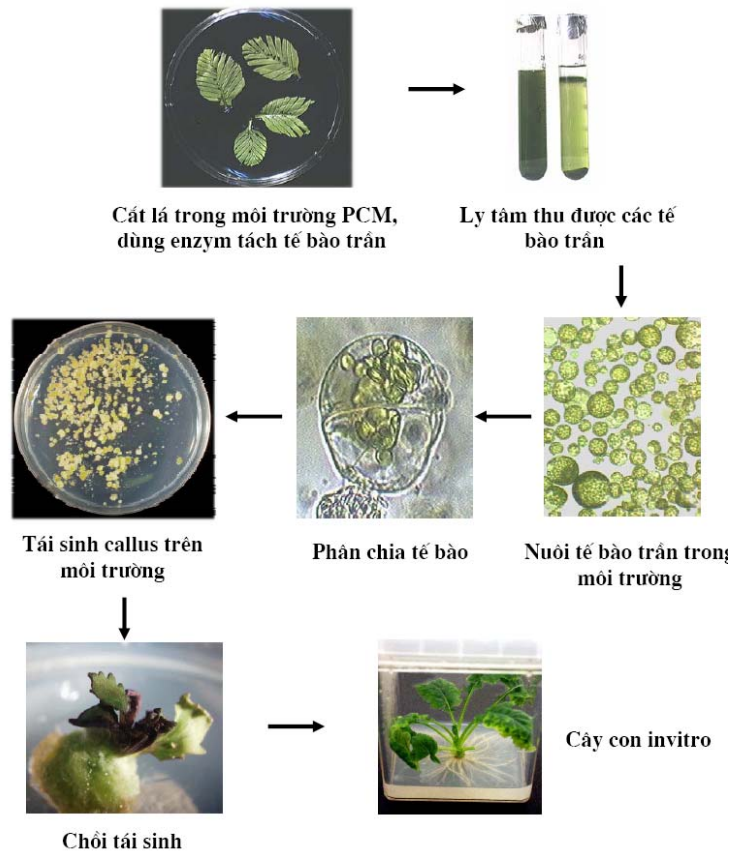 Cắt lá trong môi trường PCM,
dùng enzym tách tế bào trần
Ly tâm thu được các tế
bào trần
Tái sinh callus trên
môi trường
Phân chia tế bào
Nuôi tế bào trần trong
môi trường
Cây con invitro
Chồi tái sinh